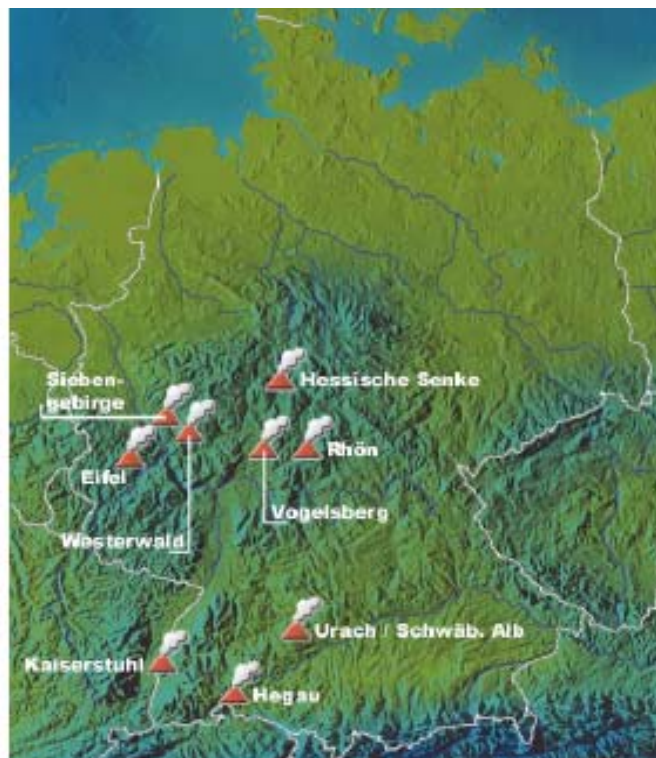 Hessische Senke
Sieben-
gebirge
Rhön
Eifel
Vogelsberg
Westerwald
Urach / Schwäb. Alb
Kaiserstuhl
Hegau